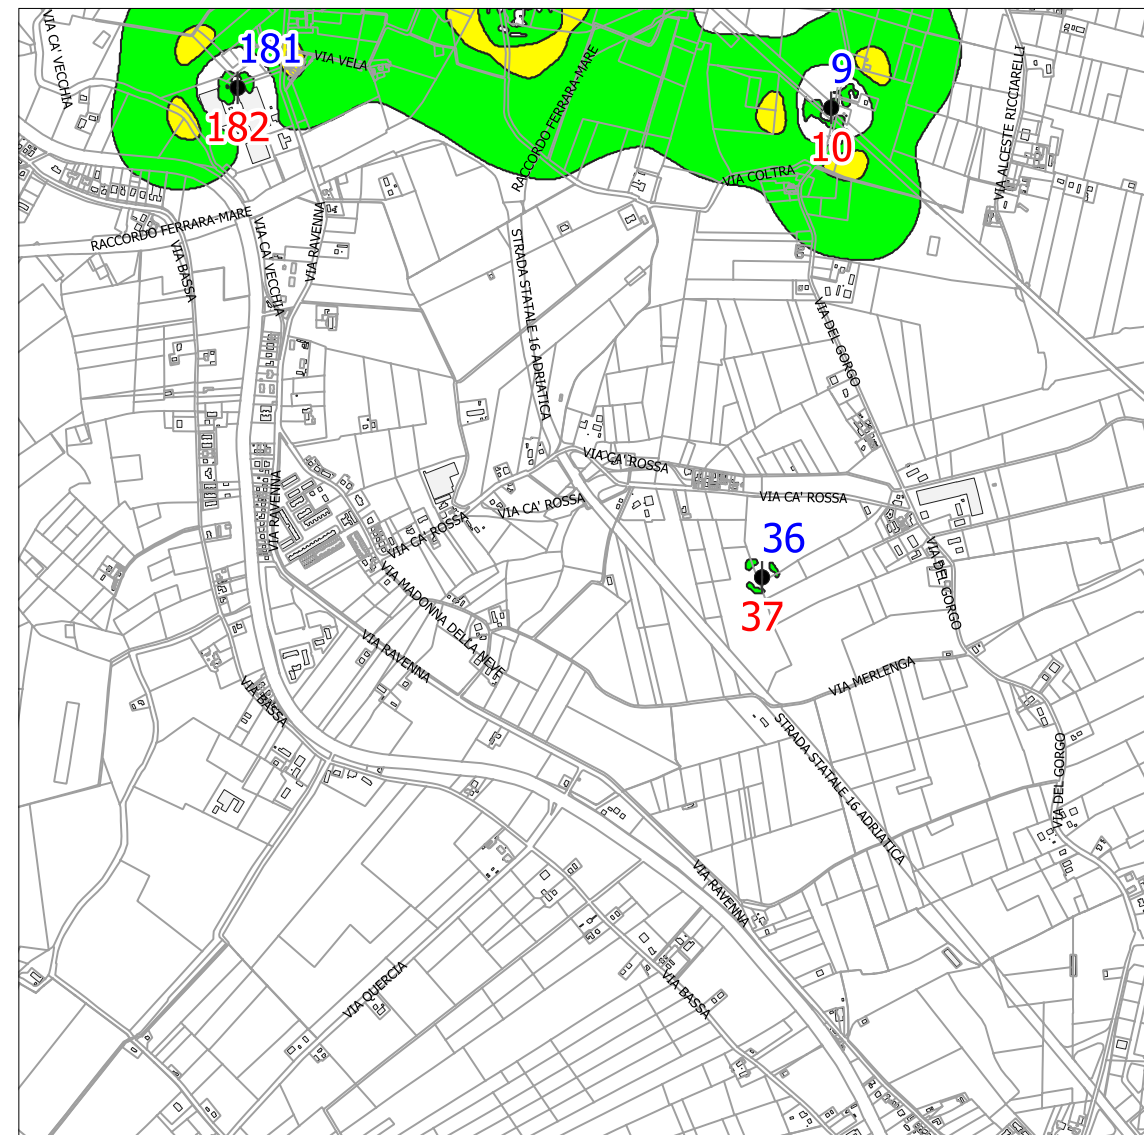 VIA CA' VECCHIA
181
VIA VELA
182
RACCORDO FERRARA-MARE
9
10
VIA COLTRA
VIA ALCESTE RICCIARELLI
RACCORDO FERRARA-MARE
VIA BASSA
VIA CA' VECCHIA
VIA RAVENNA
STRADA STATALE 16 ADRIATICA
VIA DEL GORGO
VIA CA' ROSSA
VIA CA' ROSSA
VIA CA' ROSSA
VIA CA' ROSSA
VIA RAVENNA
36
37
VIA DEL GORGO
VIA MADONNA DELLA NEVE
VIA RAVENNA
VIA MERLENGA
VIA BASSA
STRADA STATALE 16 ADRIATICA
VIA DEL GORGO
VIA RAVENNA
VIA QUERCIA
VIA BASSA